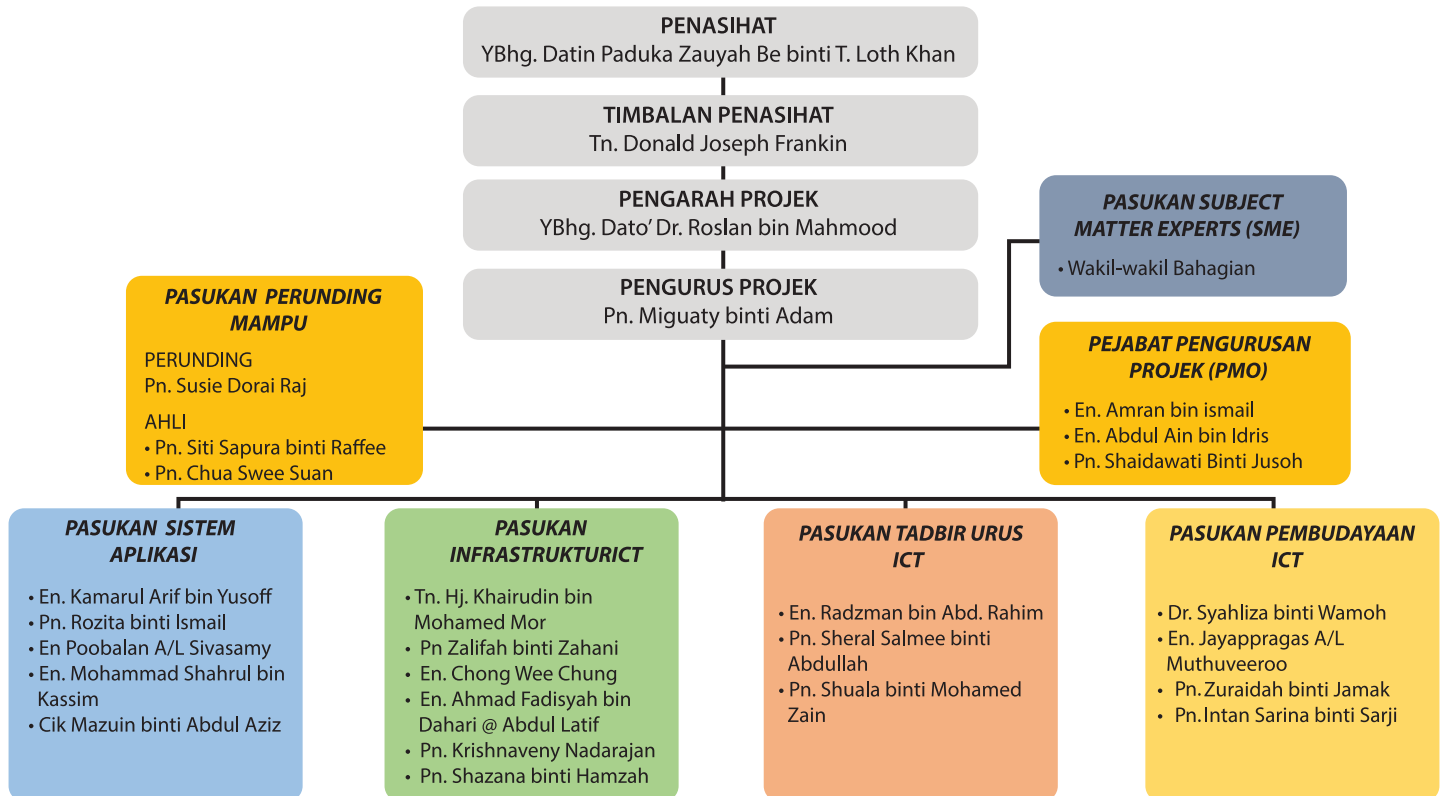 PENASIHAT
YBhg. Datin Paduka Zauyah Be binti T. Loth Khan
TIMBALAN PENASIHAT
Tn. Donald Joseph Frankin
PENGARAH PROJEK
YBhg. Dato' Dr. Roslan bin Mahmood
PENGURUS PROJEK
Pn. Miguaty binti Adam
PASUKAN SUBJECT
MATTER EXPERTS (SME)
• Wakil-wakil Bahagian
PASUKAN PERUNDING
MAMPU
PERUNDING
Pn. Susie Dorai Raj
AHLI
• Pn. Siti Sapura binti Raffee
• Pn. Chua Swee Suan
PEJABAT PENGURUSAN
PROJEK (PMO)
• En. Amran bin ismail
• En. Abdul Ain bin Idris
• Pn. Shaidawati Binti Jusoh
PASUKAN SISTEM
APLIKASI
• En. Kamarul Arif bin Yusoff
• Pn. Rozita binti Ismail
• En Poobalan A/L Sivasamy
• En. Mohammad Shahrul bin
Kassim
• Cik Mazuin binti Abdul Aziz
PASUKAN
INFRASTRUKTURICT
• Tn. Hj. Khairudin bin
Mohamed Mor
• Pn Zalifah binti Zahani
• En. Chong Wee Chung
• En. Ahmad Fadisyah bin
Dahari @ Abdul Latif
• Pn. Krishnaveny Nadarajan
• Pn. Shazana binti Hamzah
PASUKAN TADBIR URUS
ICT
• En. Radzman bin Abd. Rahim
• Pn. Sheral Salmee binti
Abdullah
• Pn. Shuala binti Mohamed
Zain
PASUKAN PEMBUDAYAAN
ICT
• Dr. Syahliza binti Wamoh
• En. Jayappragas A/L
Muthuveeroo
• Pn. Zuraidah binti Jamak
• Pn. Intan Sarina binti Sarji